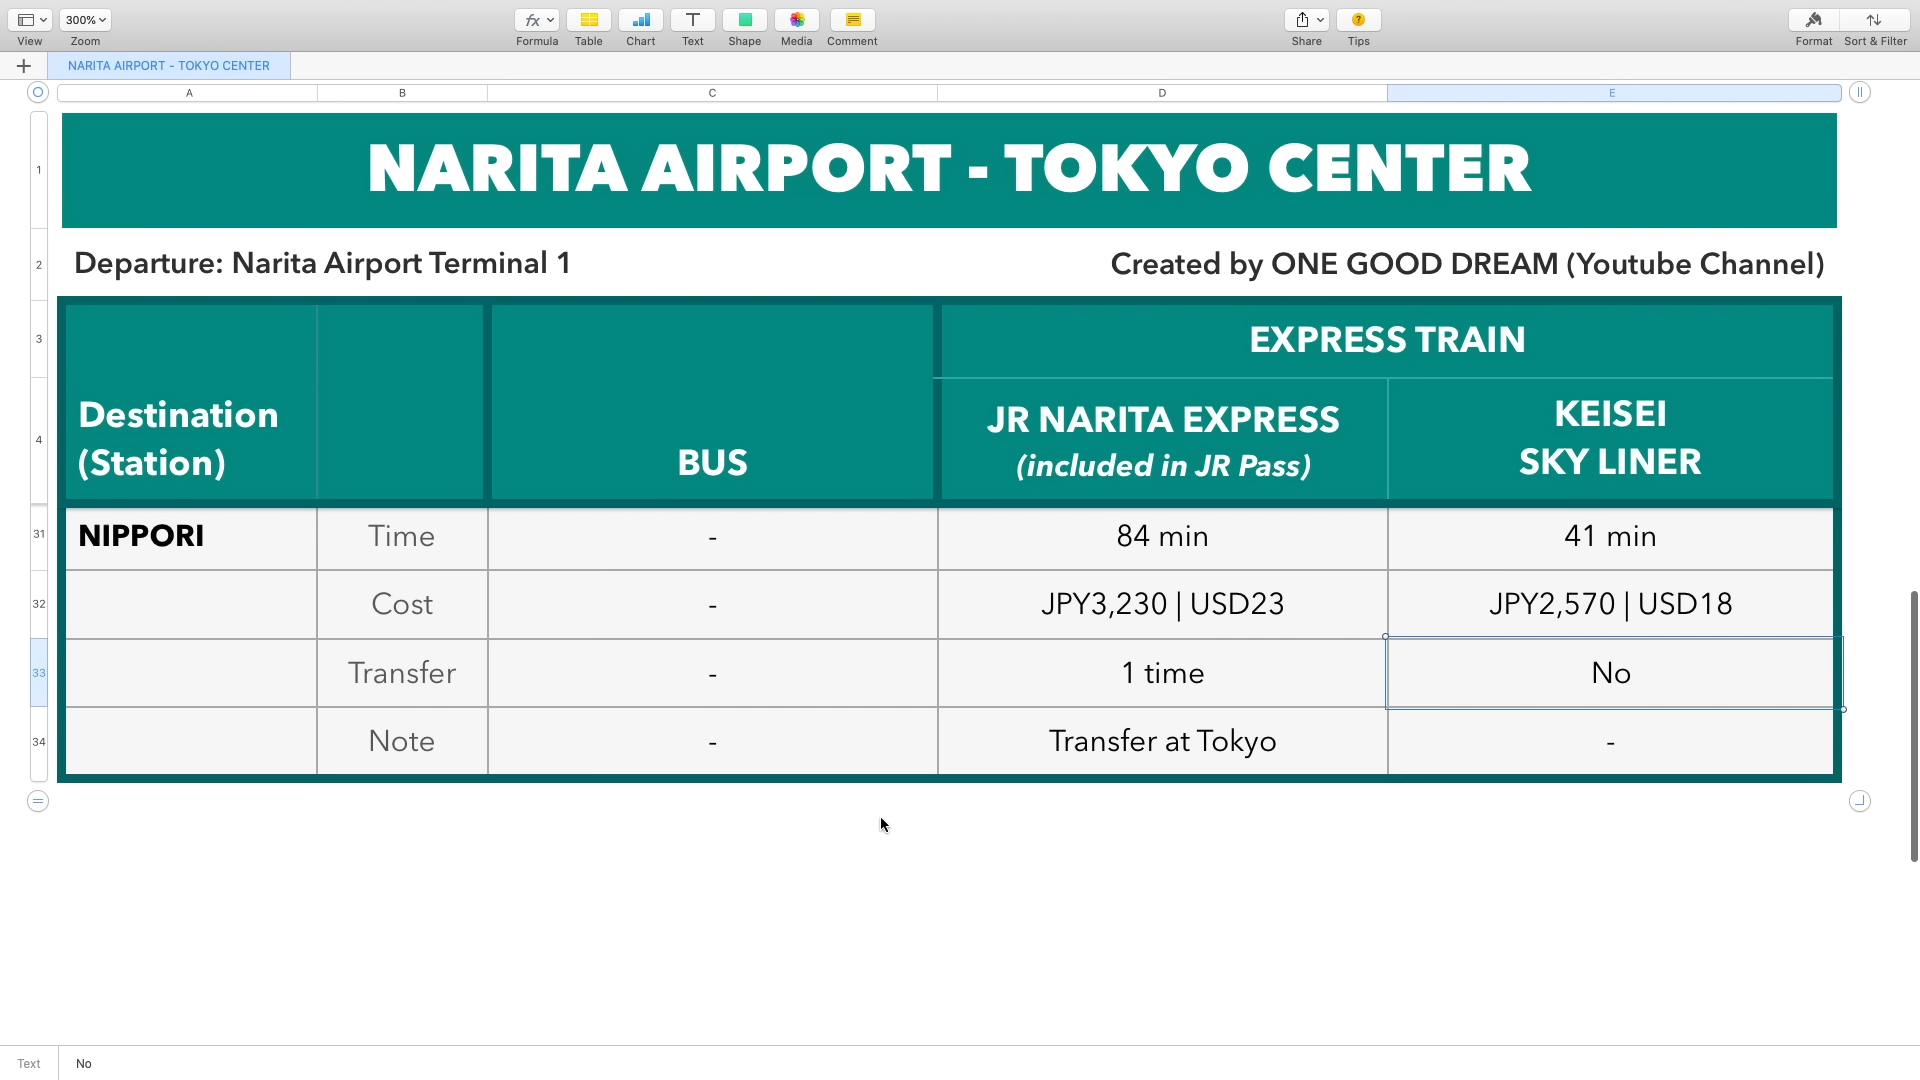 300%
View
Zoom
Formula
Table
Chart
Text
Shape
Media
Comment
Share
Tips
Format
Sort & Filter
NARITA AIRPORT - TOKYO CENTER
A B C D E
1
NARITA AIRPORT - TOKYO CENTER
2
Departure: Narita Airport Terminal 1
Created by ONE GOOD DREAM (Youtube Channel)
3
EXPRESS TRAIN
4
Destination
(Station)
BUS
JR NARITA EXPRESS
(included in JR Pass)
KEISEI
SKY LINER
31 NIPPORI Time - 84 min 41 min
32 Cost - JPY3,230 | USD23 JPY2,570 | USD18
33 Transfer - 1 time No
34 Note - Transfer at Tokyo -
Text No